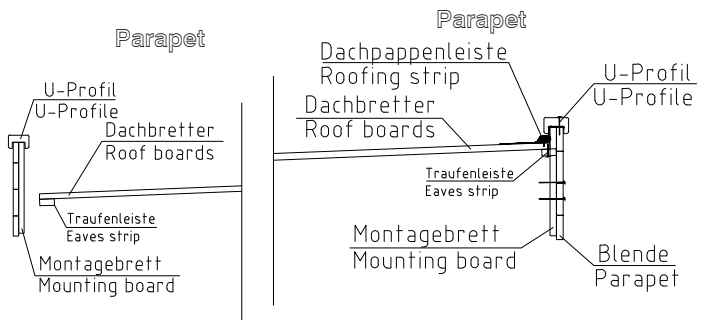 Parapet
U-Profil
U-Profile
Dachbretter
Roof boards
Traufenleiste
Eaves strip
Montagebrett
Mounting board
Parapet
Dachpappenleiste
Roofing strip
U-Profil
U-Profile
Dachbretter
Roof boards
Traufenleiste
Eaves strip
Montagebrett
Mounting board
Blende
Parapet